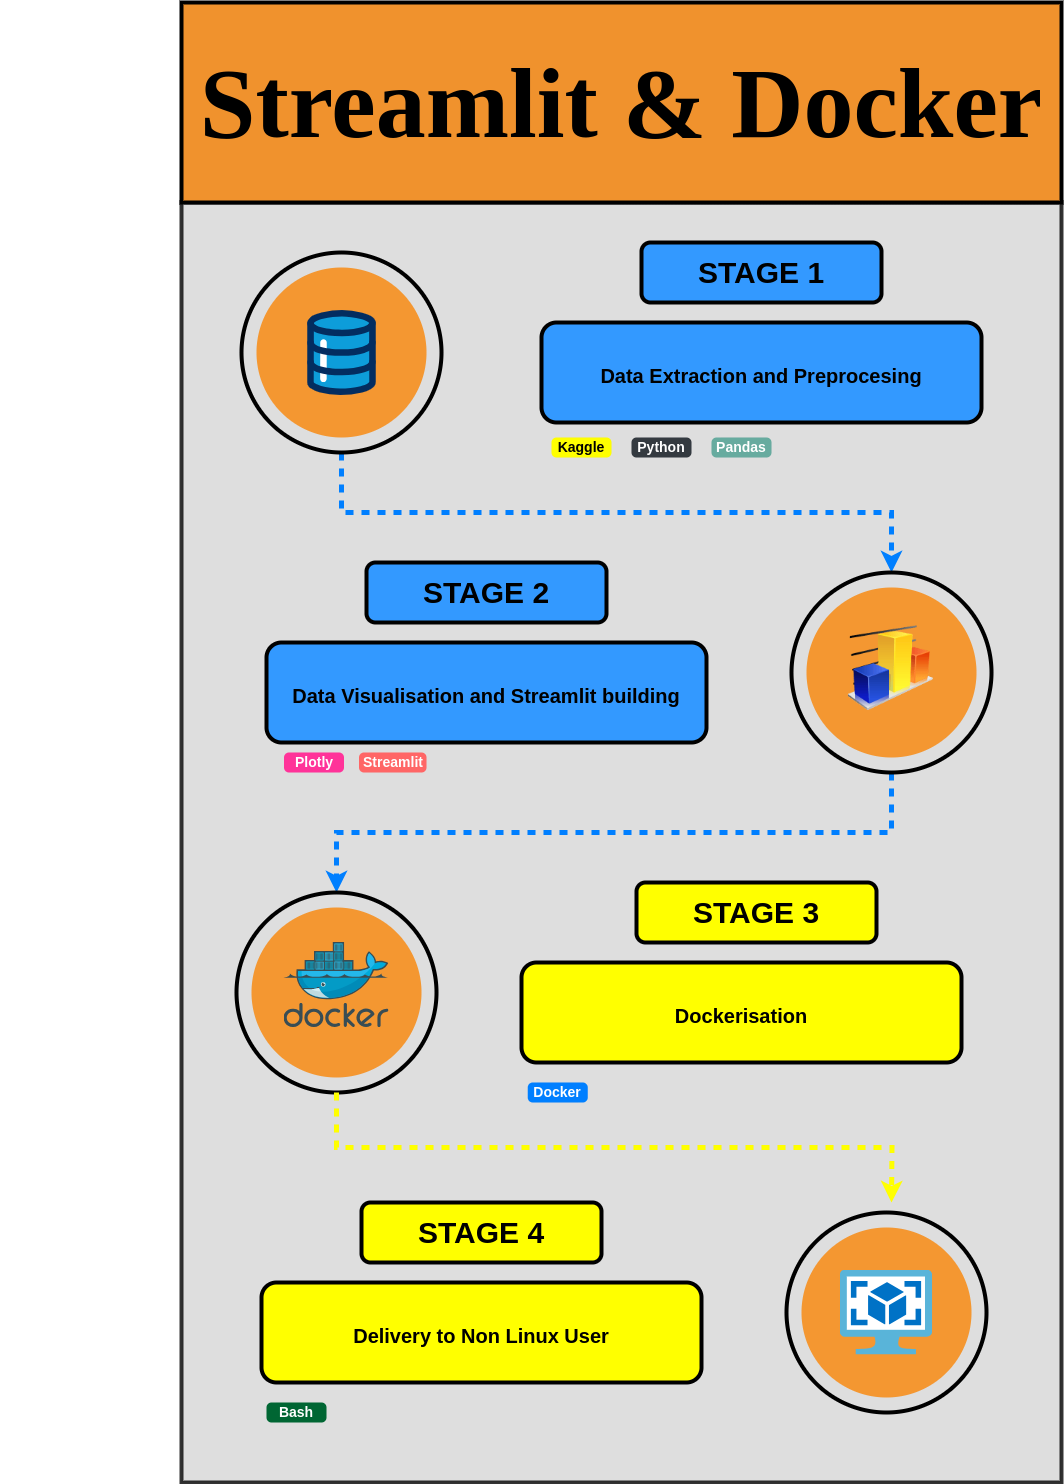 Streamlit & Docker
STAGE 1
Data Extraction and Preprocesing
Kaggle Python Pandas
STAGE 2
Data Visualisation and Streamlit building
Plotly Streamlit
STAGE 3
docker
Dockerisation
Docker
STAGE 4
Delivery to Non Linux User
Bash